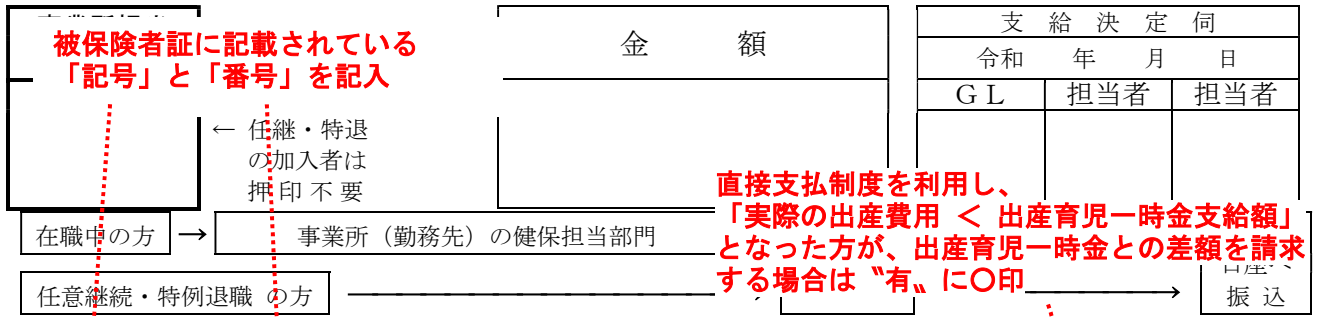 被保険者証に記載されている
「記号」と「番号」を記入
金 額
支 給 決 定 伺
令和 年 月 日
ＧＬ 担当者 担当者
← 任継・特退
の加入者は
押印不要
直接支払制度を利用し、
「実際の出産費用 ＜ 出産育児一時金支給額」
となった方が、出産育児一時金との差額を請求
する場合は〝有〟に〇印
在職中の方 → 事業所（勤務先）の健保担当部門
任意継続・特例退職 の方 → →
振 込